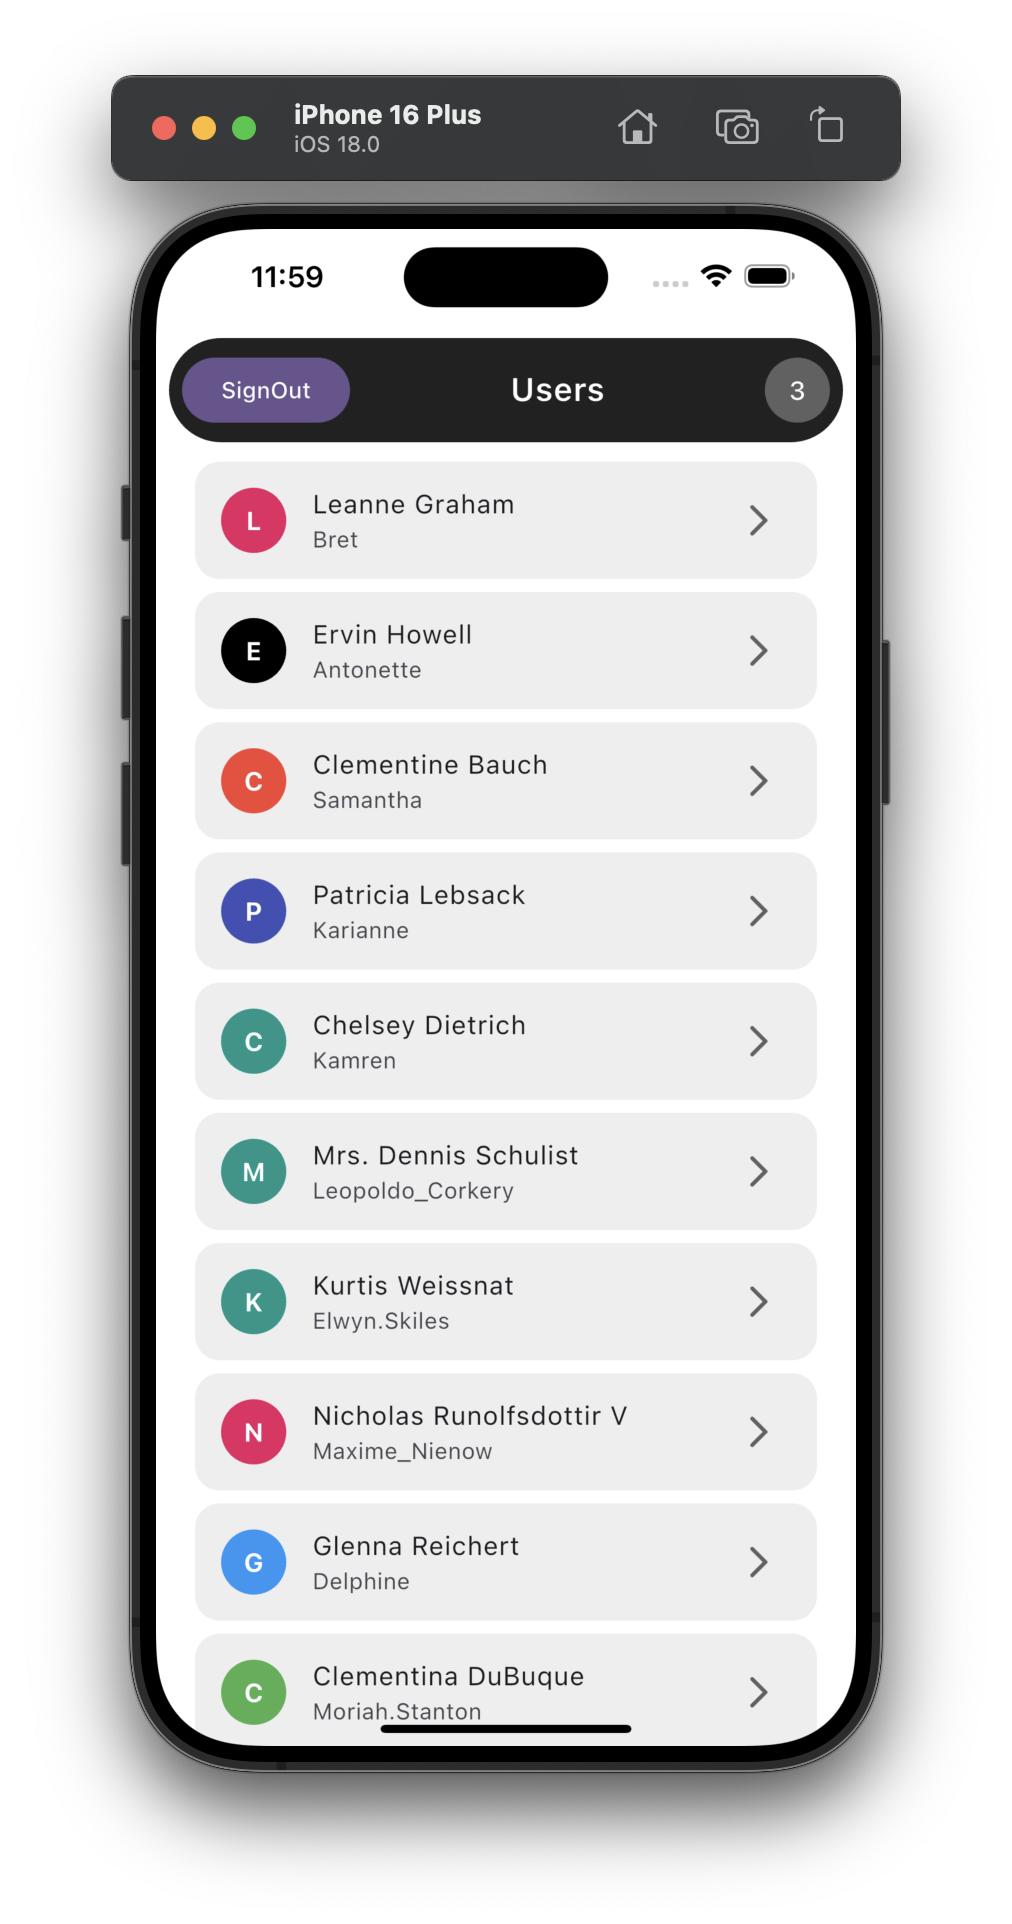 iPhone 16 Plus
iOS 18.0
11:59
SignOut
Users
3
L
Leanne Graham
Bret
E
Ervin Howell
Antonette
C
Clementine Bauch
Samantha
P
Patricia Lebsack
Karianne
C
Chelsey Dietrich
Kamren
M
Mrs. Dennis Schulist
Leopoldo_Corkery
K
Kurtis Weissnat
Elwyn.Skiles
N
Nicholas Runolfsdottir V
Maxime_Nienow
G
Glenna Reichert
Delphine
C
Clementina DuBuque
Moriah.Stanton